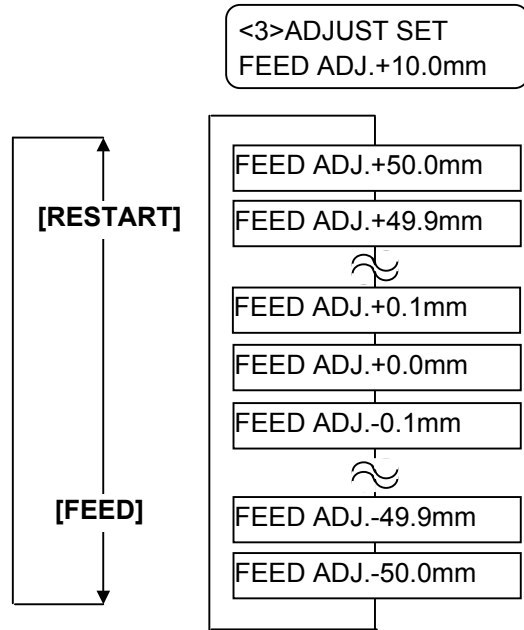 <3>ADJUST SET
FEED ADJ.+10.0mm
FEED ADJ.+50.0mm
[RESTART]
FEED ADJ.+49.9mm
FEED ADJ.+0.1mm
FEED ADJ.+0.0mm
FEED ADJ.-0.1mm
[FEED]
FEED ADJ.-49.9mm
FEED ADJ.-50.0mm